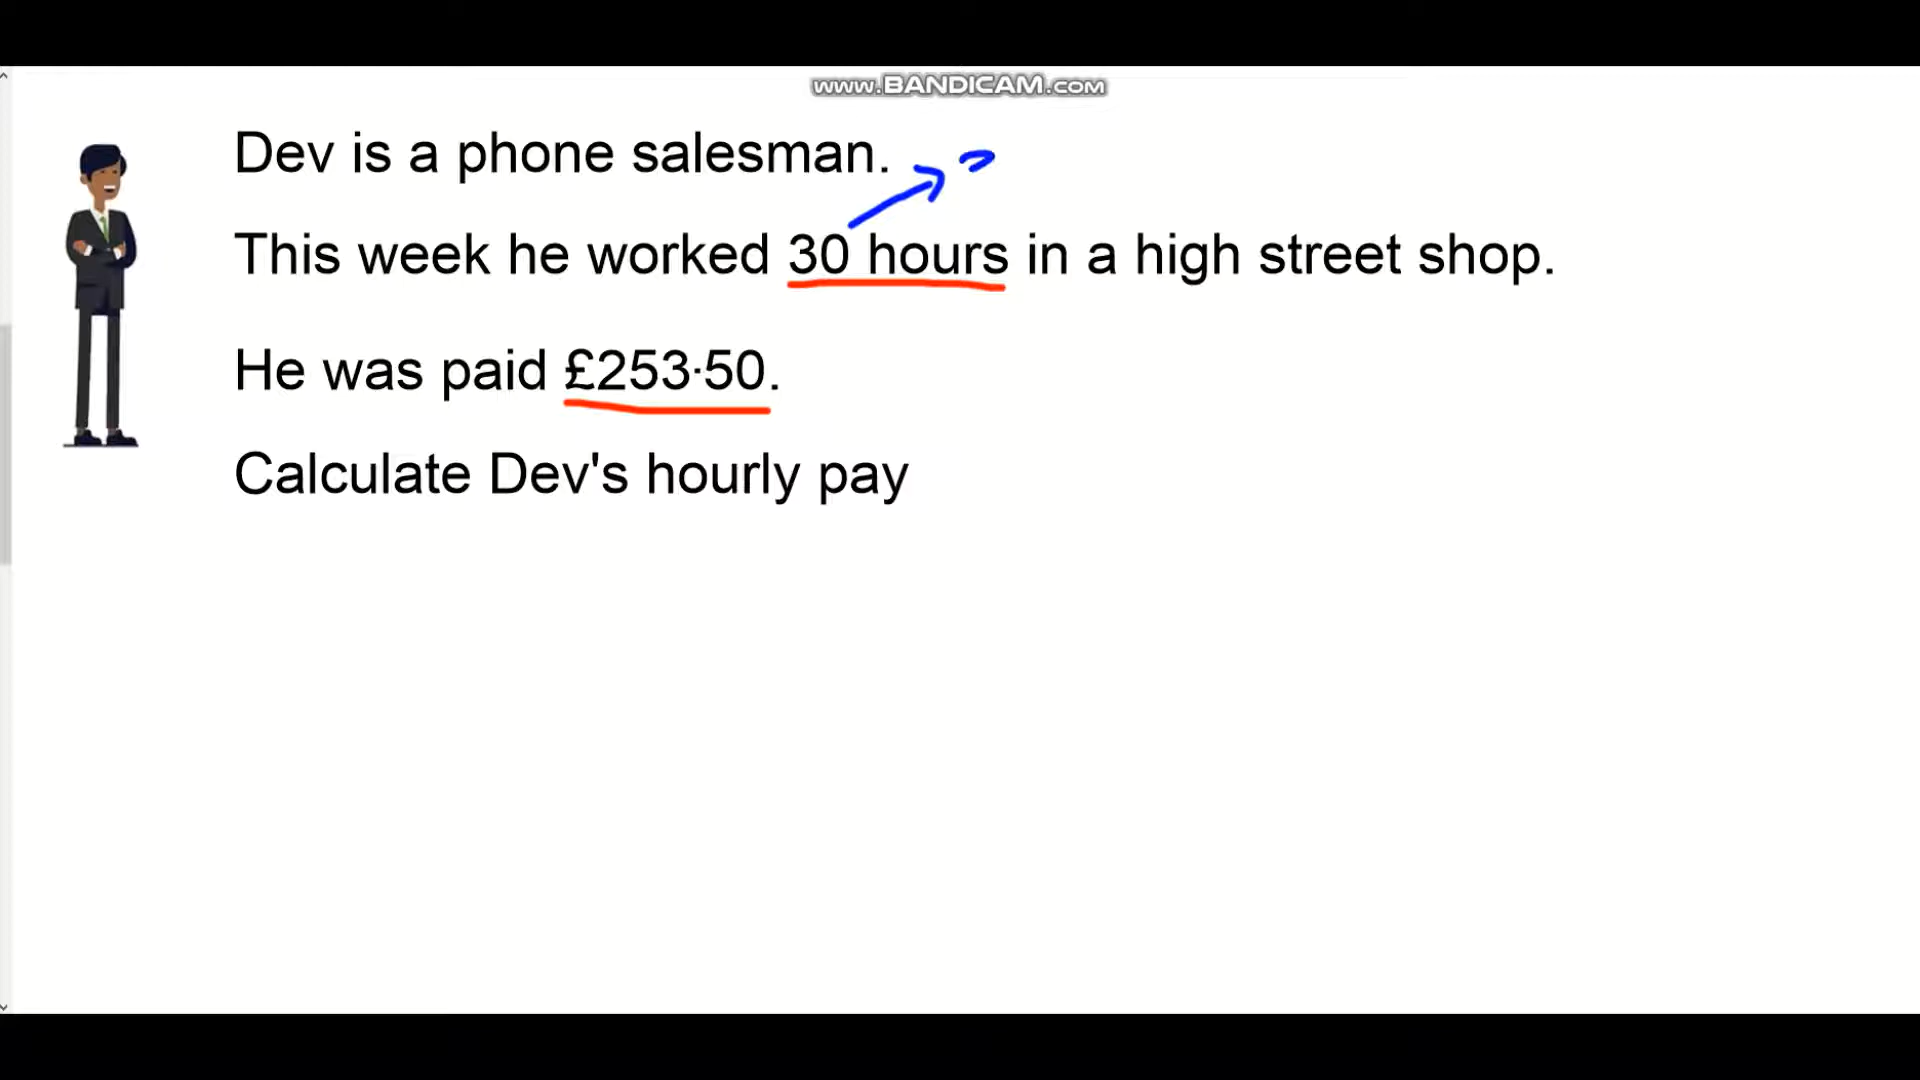 www.BANDICAM.com
Dev is a phone salesman.
This week he worked 30 hours in a high street shop.
He was paid £253·50.
Calculate Dev's hourly pay